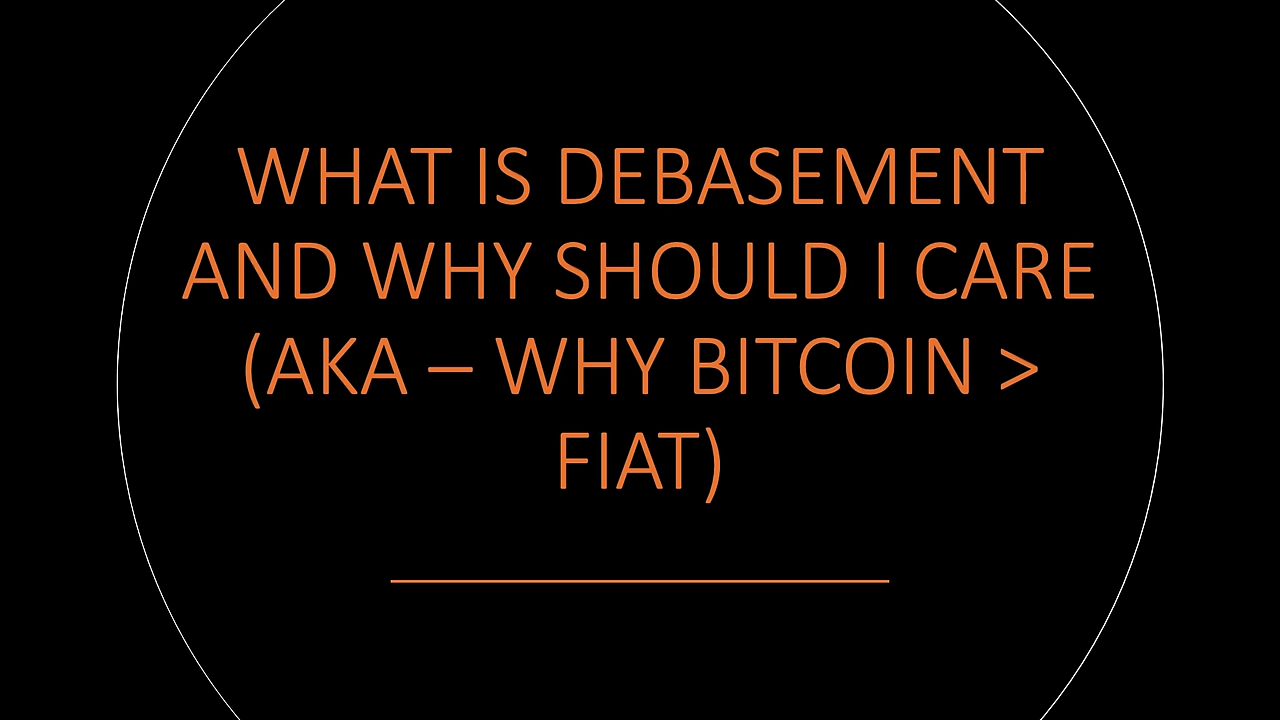 WHAT IS DEBASEMENT
AND WHY SHOULD I CARE
(AKA – WHY BITCOIN >
FIAT)